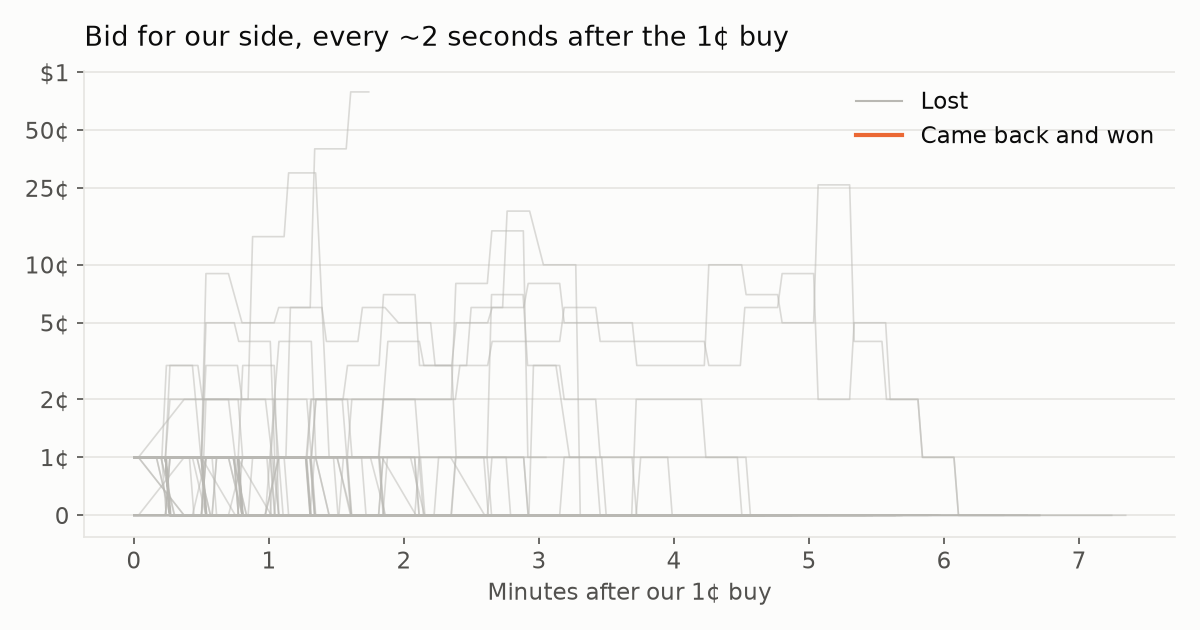 Bid for our side, every ~2 seconds after the 1¢ buy
$1
50¢
25¢
10¢
5¢
2¢
1¢
0
Lost
Came back and won
0 1 2 3 4 5 6 7
Minutes after our 1¢ buy